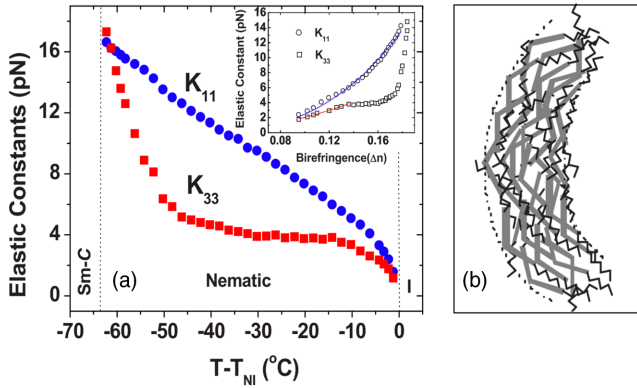 Elastic Constants (pN)
16
12
8
4
0
-70
-60
-50
-40
-30
-20
-10
0
T-T_NI (°C)
K11
K33
Sm-C
(a)
Nematic
I
Elastic Constant (pN)
16
14
12
10
8
6
4
2
0
0.08
0.12
0.16
Birefringence(Δn)
K11
K33
(b)